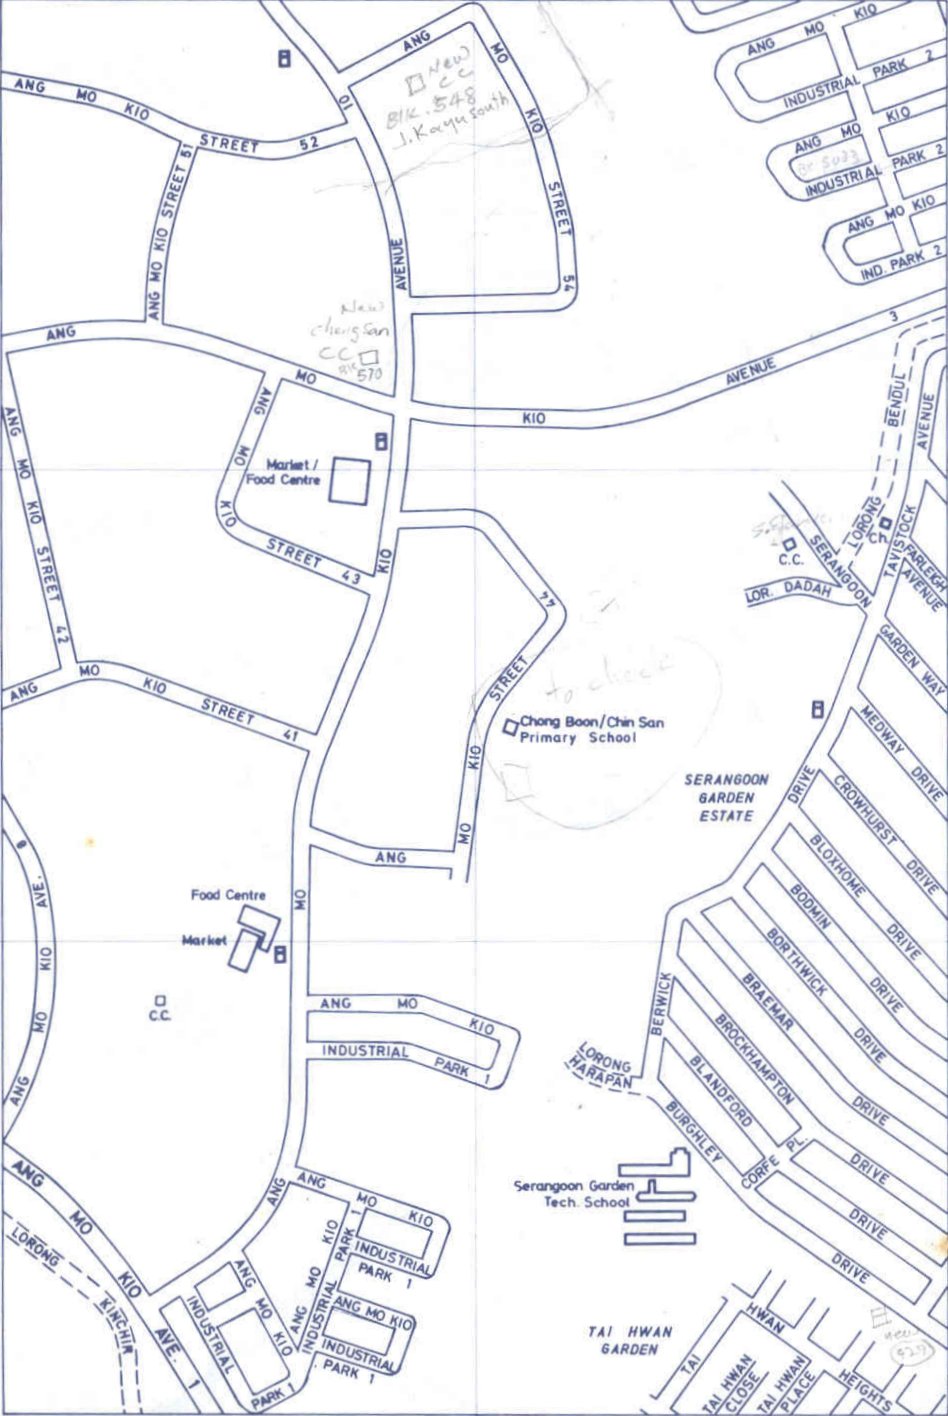 ANG MO KIO
ANG MO KIO
INDUSTRIAL PARK 2
ANG MO KIO
INDUSTRIAL PARK 2
ANG MO KIO
IND. PARK 2
ANG MO KIO STREET 54
New
C C
Blk. 548
J. Kayu South
ANG MO KIO STREET 52
ANG MO KIO STREET 51
ANG MO KIO AVENUE 10
New
Cheng San
CC
Blk 570
ANG MO KIO AVENUE 3
ANG MO KIO STREET 43
Market /
Food Centre
ANG MO KIO STREET 42
ANG MO KIO STREET 41
ANG MO KIO STREET 44
LORONG BENDUL
TAVISTOCK AVENUE
Ch.
C.C.
SERANGOON
LOR. DADAH
FARLEIGH
AVENUE
GARDEN WAY
to check
Chong Boon/Chin San
Primary School
SERANGOON
GARDEN
ESTATE
MEDWAY DRIVE
CROWHURST DRIVE
BLOXHOME DRIVE
BODMIN DRIVE
BORTHWICK DRIVE
BRAEMAR DRIVE
BROCKHAMPTON DRIVE
BLANDFORD DRIVE
BURGHLEY DRIVE
BERWICK DRIVE
CORFE PL.
LORONG
HARAPAN
ANG MO KIO AVE. 8
Food Centre
Market
C.C.
ANG MO KIO
INDUSTRIAL PARK 1
Serangoon Garden
Tech. School
ANG MO KIO
INDUSTRIAL
PARK 1
ANG MO KIO
INDUSTRIAL PARK 1
ANG MO KIO
INDUSTRIAL
PARK 1
ANG MO KIO
INDUSTRIAL PARK 1
ANG MO KIO AVE. 1
LORONG KINCHIR
TAI HWAN
GARDEN
TAI HWAN HEIGHTS
TAI HWAN
CLOSE
TAI HWAN
PLACE
new